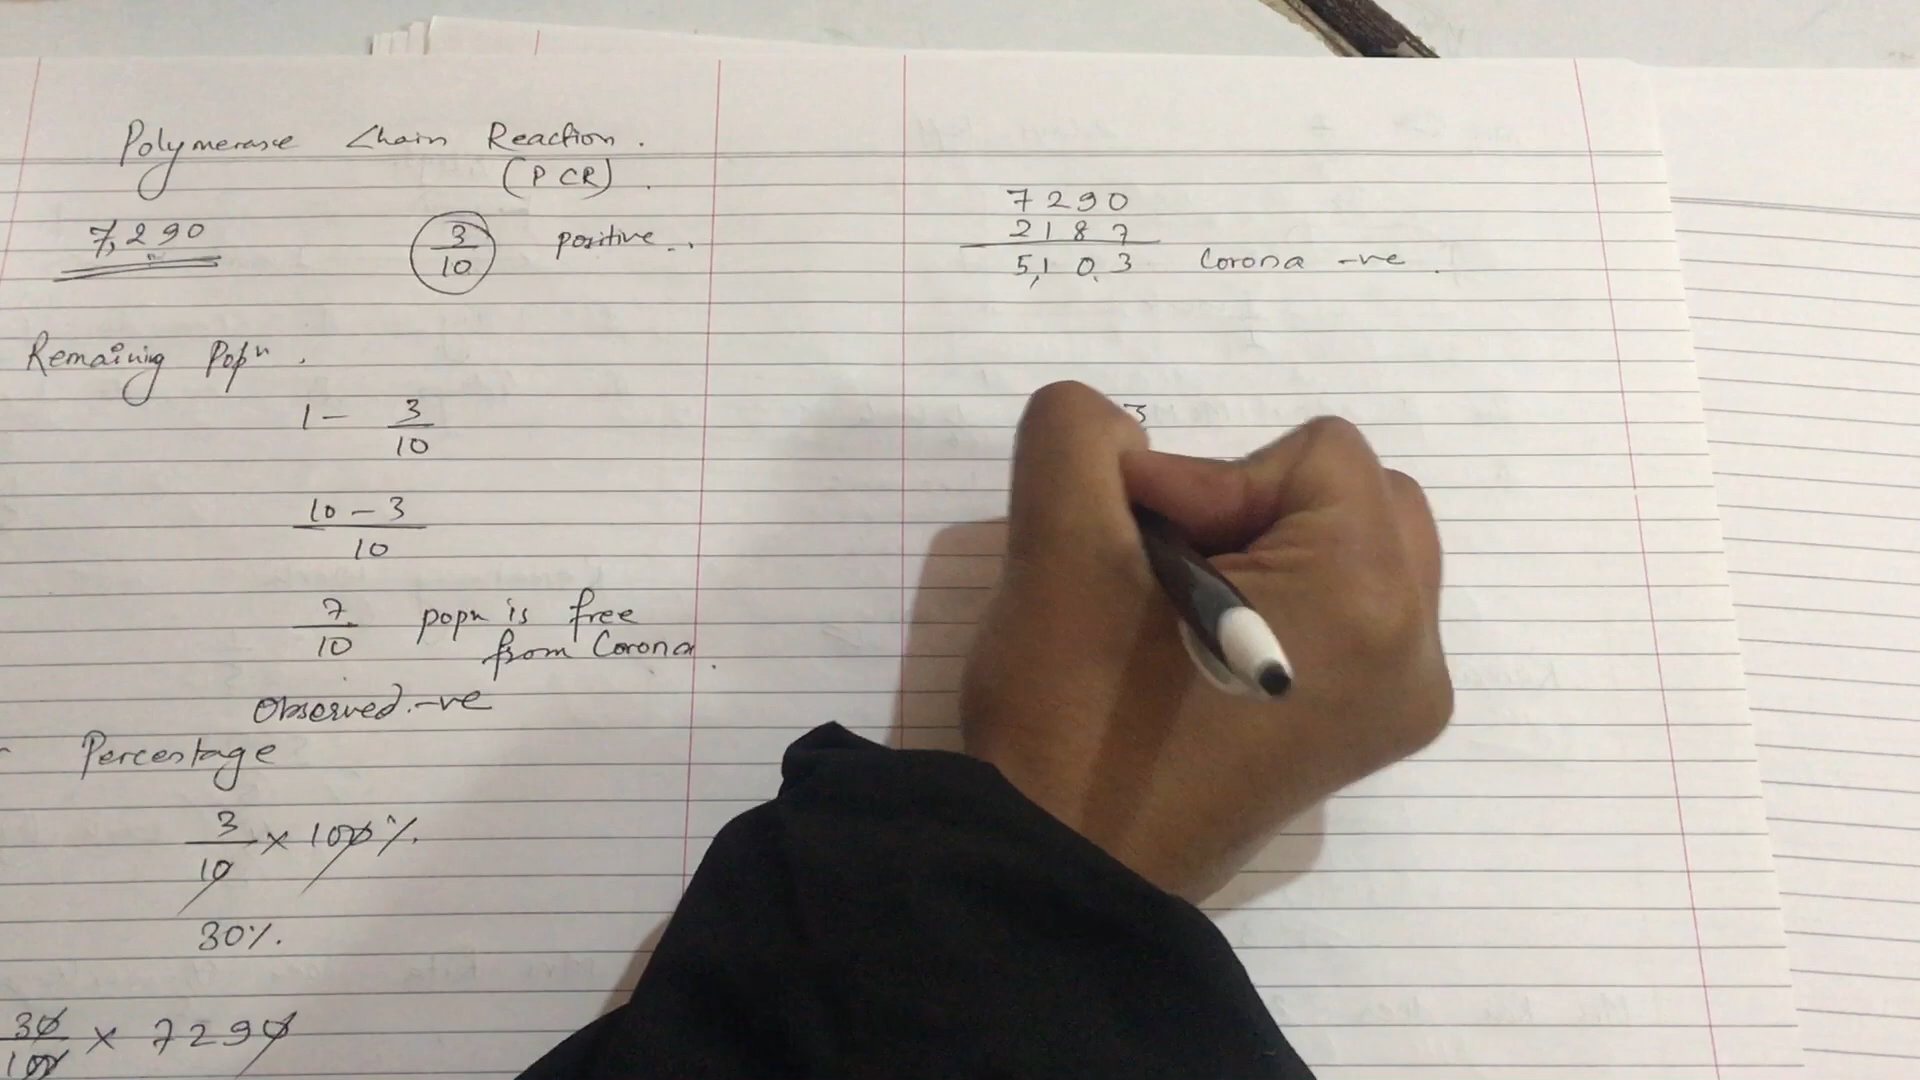 Polymerase Chain Reaction.
(PCR).
7,290
3/10 positive..
Remaining Popn.
1 - 3/10
10 - 3/10
7/10 popn is free
from Corona.
Observed -ve
Percentage
3/10 × 100%.
30%.
30/100 × 7290
7290
2187
5,103 Corona -ve.
3